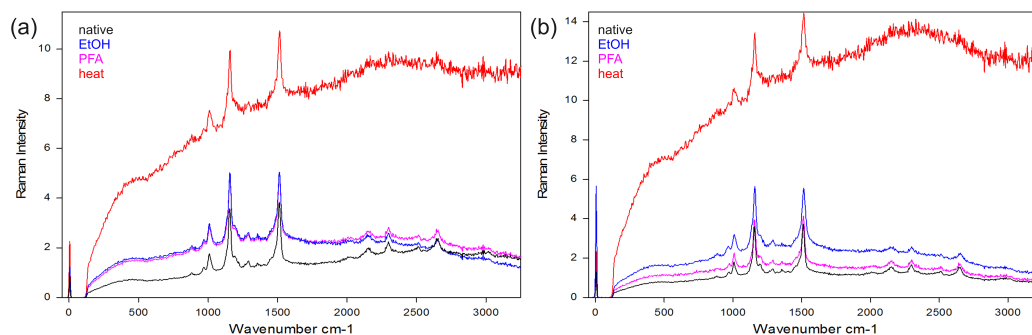 (a)
native
EtOH
PFA
heat
10
8
6
4
2
0
Raman Intensity
0 500 1000 1500 2000 2500 3000
Wavenumber cm-1
(b)
native
EtOH
PFA
heat
14
12
10
8
6
4
2
0
Raman Intensity
0 500 1000 1500 2000 2500 3000
Wavenumber cm-1